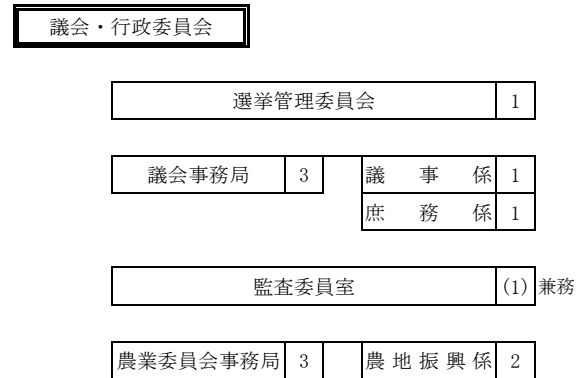 議会・行政委員会
選挙管理委員会 1
議会事務局 3 議事係 1
庶務係 1
監査委員室 (1) 兼務
農業委員会事務局 3 農地振興係 2